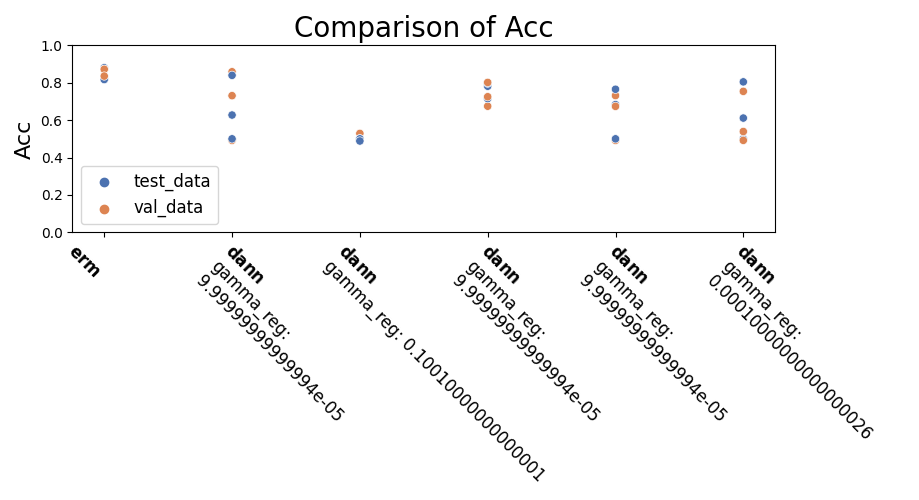 Comparison of Acc
Acc
1.0
0.8
0.6
0.4
0.2
0.0
test_data
val_data
erm
dann
gamma_reg:
9.999999999999994e-05
dann
gamma_reg: 0.10010000000000001
dann
gamma_reg:
9.999999999999994e-05
dann
gamma_reg:
9.999999999999994e-05
dann
gamma_reg:
0.00010000000000000026